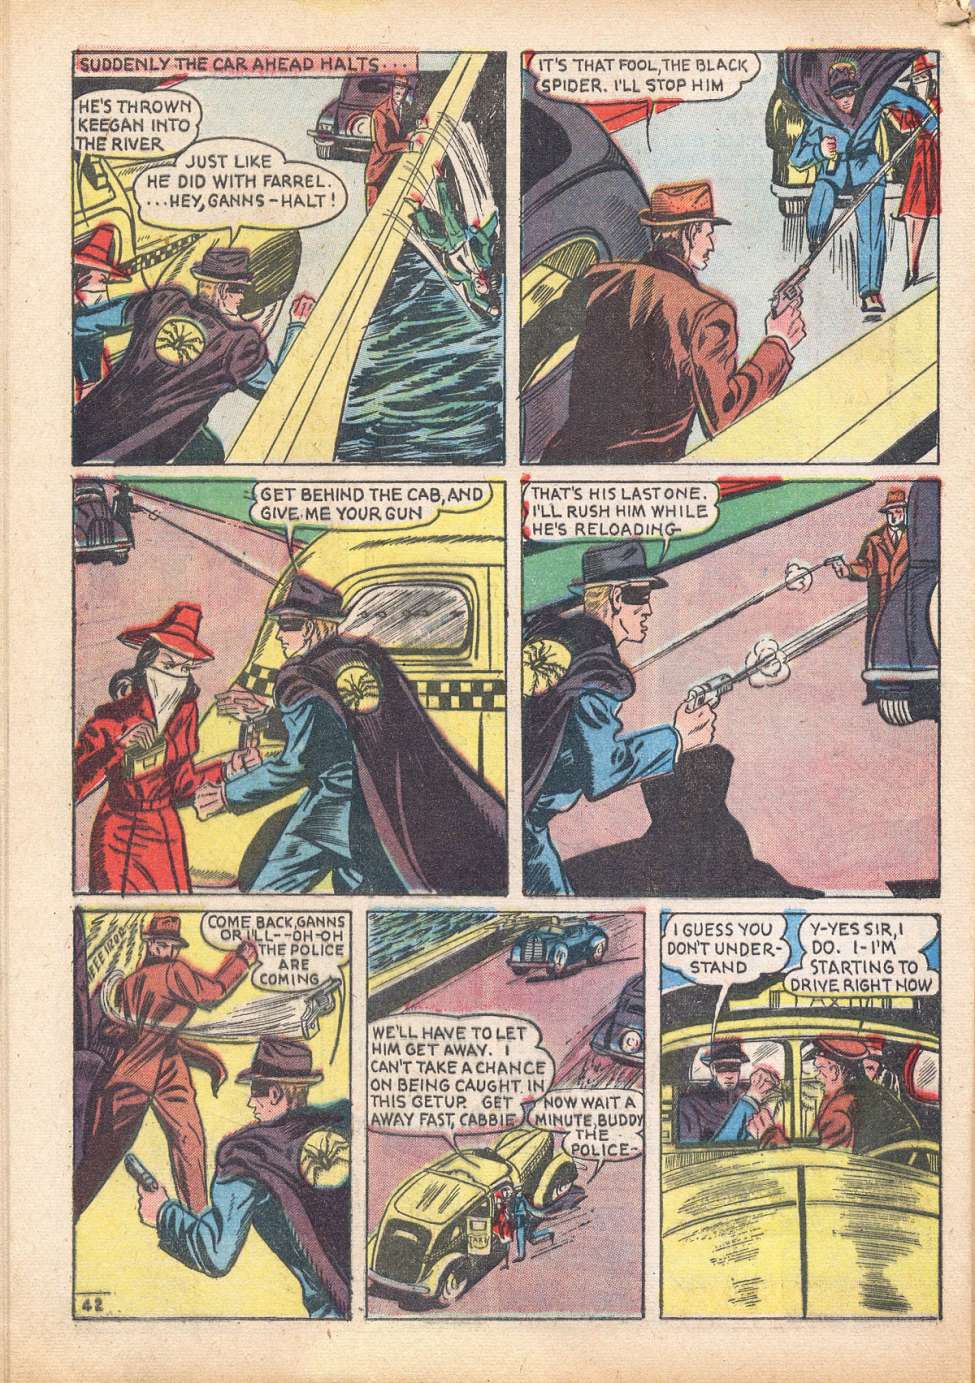 SUDDENLY THE CAR AHEAD HALTS...
HE'S THROWN
KEEGAN INTO
THE RIVER
JUST LIKE
HE DID WITH FARREL.
...HEY, GANNS-HALT!
IT'S THAT FOOL, THE BLACK
SPIDER. I'LL STOP HIM
GET BEHIND THE CAB, AND
GIVE ME YOUR GUN
THAT'S HIS LAST ONE.
I'LL RUSH HIM WHILE
HE'S RELOADING-
COME BACK, GANNS
OR ILL--OH-OH
THE POLICE
ARE
COMING
WE'LL HAVE TO LET
HIM GET AWAY. I
CAN'T TAKE A CHANCE
ON BEING CAUGHT IN
THIS GETUP. GET
AWAY FAST, CABBIE
NOW WAIT A
MINUTE, BUDDY
THE
POLICE-
I GUESS YOU
DON'T UNDER-
STAND
Y-YES SIR, I
DO. I-I'M
STARTING TO
DRIVE RIGHT NOW
42